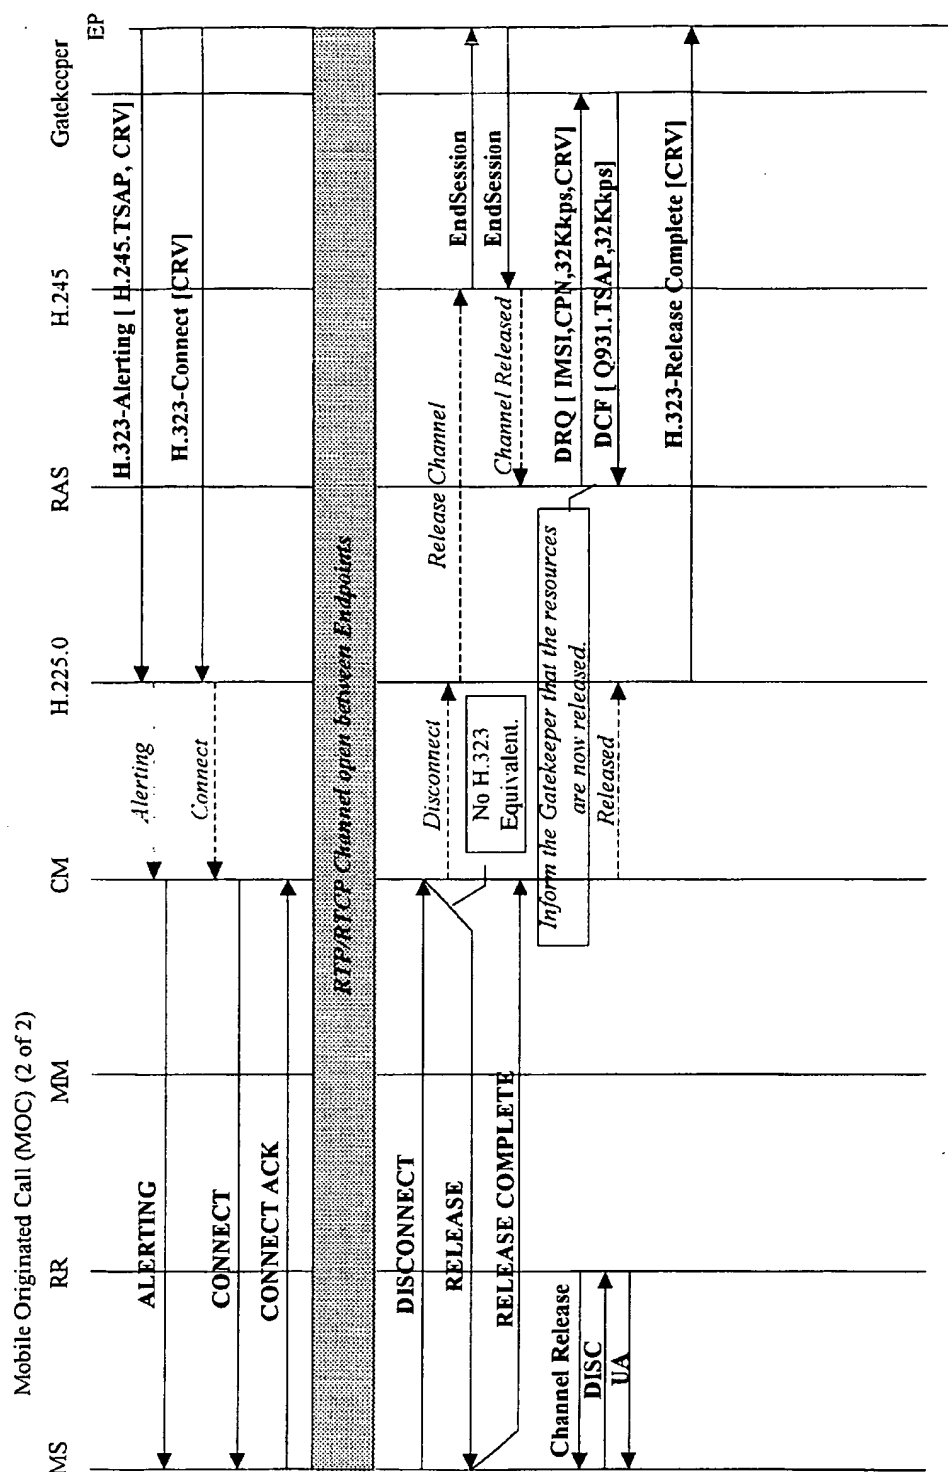 Mobile Originated Call (MOC) (2 of 2)
MS
RR
MM
CM
H.225.0
RAS
H.245
Gatekeeper
EP
H.323-Alerting [ H.245.TSAP, CRV]
Alerting
ALERTING
H.323-Connect [CRV]
Connect
CONNECT
CONNECT ACK
RTP/RTCP Channel open between Endpoints
DISCONNECT
Disconnect
Release Channel
EndSession
RELEASE
No H.323
Equivalent.
EndSession
Channel Released
RELEASE COMPLETE
Inform the Gatekeeper that the resources
are now released.
DRQ [ IMSI,CPN,32Kkps,CRV]
DCF [ Q931.TSAP,32Kkps]
Released
H.323-Release Complete [CRV]
Channel Release
DISC
UA